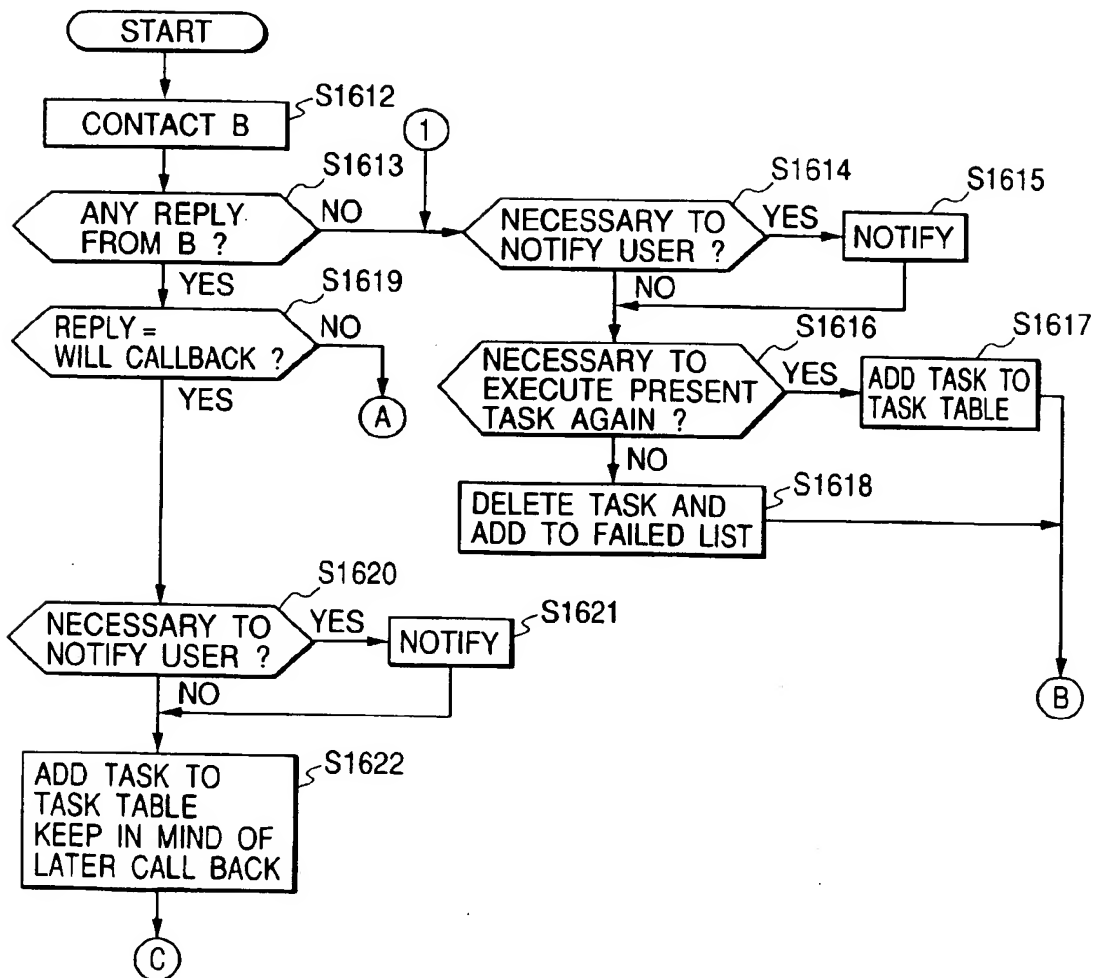 START
S1612
CONTACT B
1
S1613
ANY REPLY
FROM B ?
NO
S1614
NECESSARY TO
NOTIFY USER ?
YES
S1615
NOTIFY
YES
NO
S1619
REPLY =
WILL CALLBACK ?
NO
A
YES
S1616
NECESSARY TO
EXECUTE PRESENT
TASK AGAIN ?
YES
S1617
ADD TASK TO
TASK TABLE
NO
S1618
DELETE TASK AND
ADD TO FAILED LIST
S1620
NECESSARY TO
NOTIFY USER ?
YES
S1621
NOTIFY
NO
B
S1622
ADD TASK TO
TASK TABLE
KEEP IN MIND OF
LATER CALL BACK
C